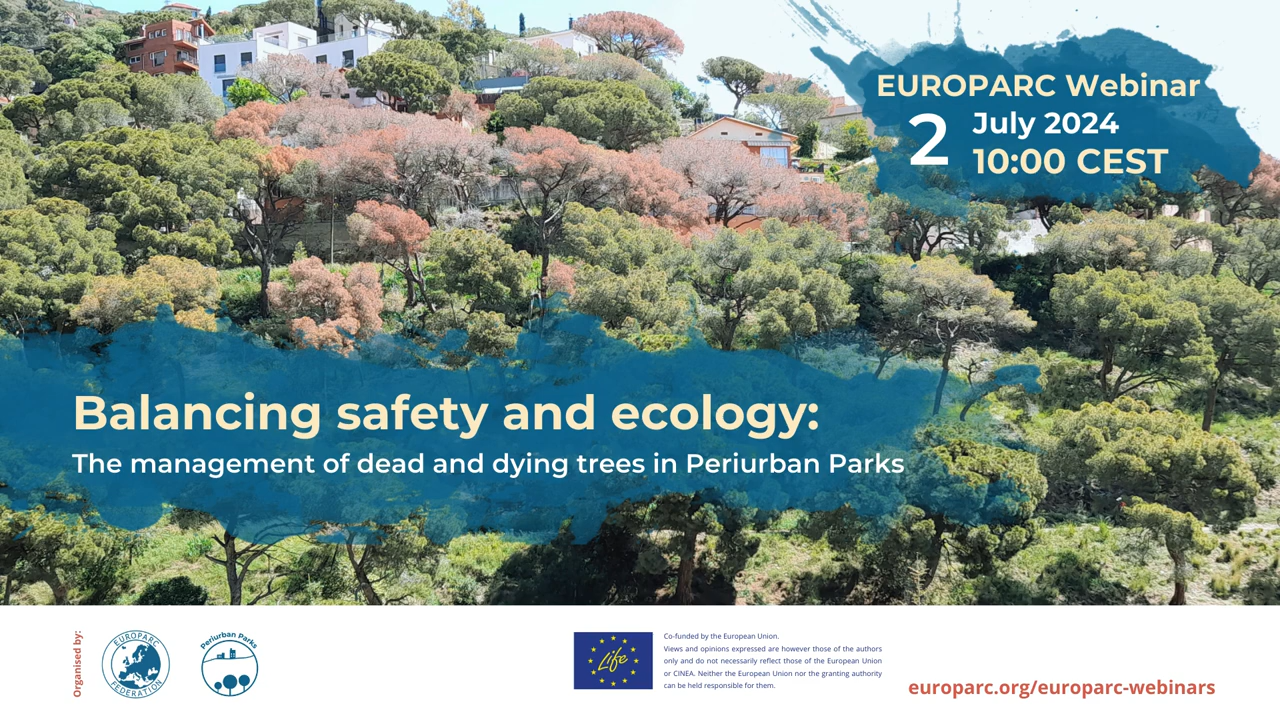 EUROPARC Webinar
2 July 2024
10:00 CEST
Balancing safety and ecology:
The management of dead and dying trees in Periurban Parks
Organised by:
EUROPARC
FEDERATION
Periurban Parks
Life
Co-funded by the European Union.
Views and opinions expressed are however those of the authors
only and do not necessarily reflect those of the European Union
or CINEA. Neither the European Union nor the granting authority
can be held responsible for them.
europarc.org/europarc-webinars